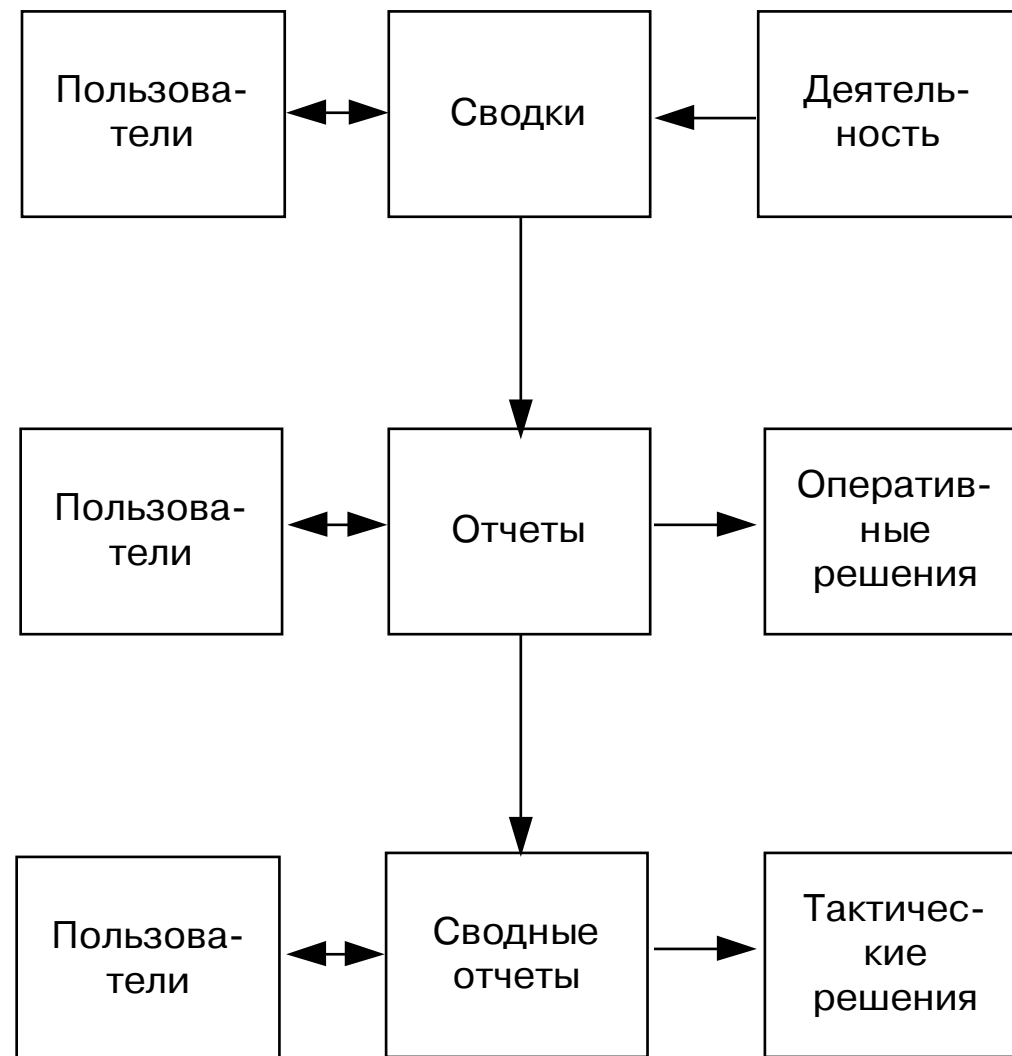 Пользова-
тели
Сводки
Деятель-
ность
Пользова-
тели
Отчеты
Оператив-
ные
решения
Пользова-
тели
Сводные
отчеты
Тактичес-
кие
решения